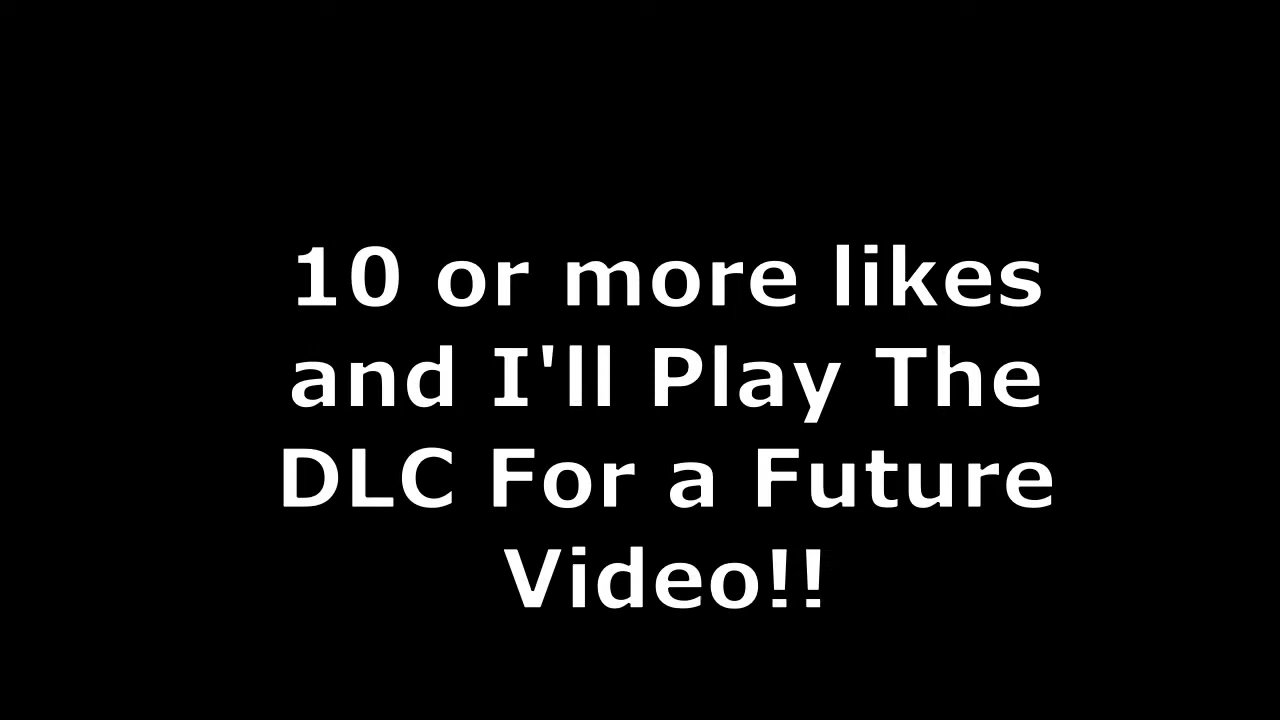 10 or more likes
and I'll Play The
DLC For a Future
Video!!